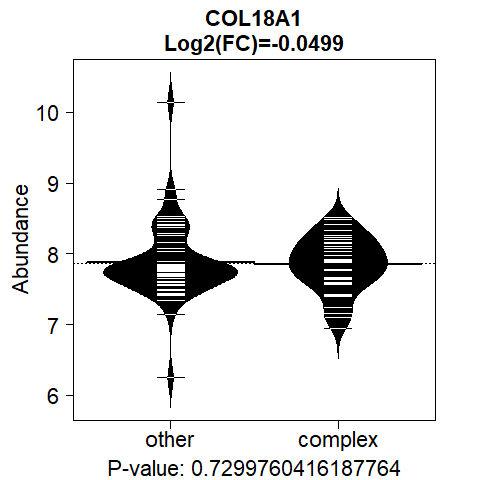 COL18A1
Log2(FC)=-0.0499
Abundance
10
9
8
7
6
other complex
P-value: 0.7299760416187764